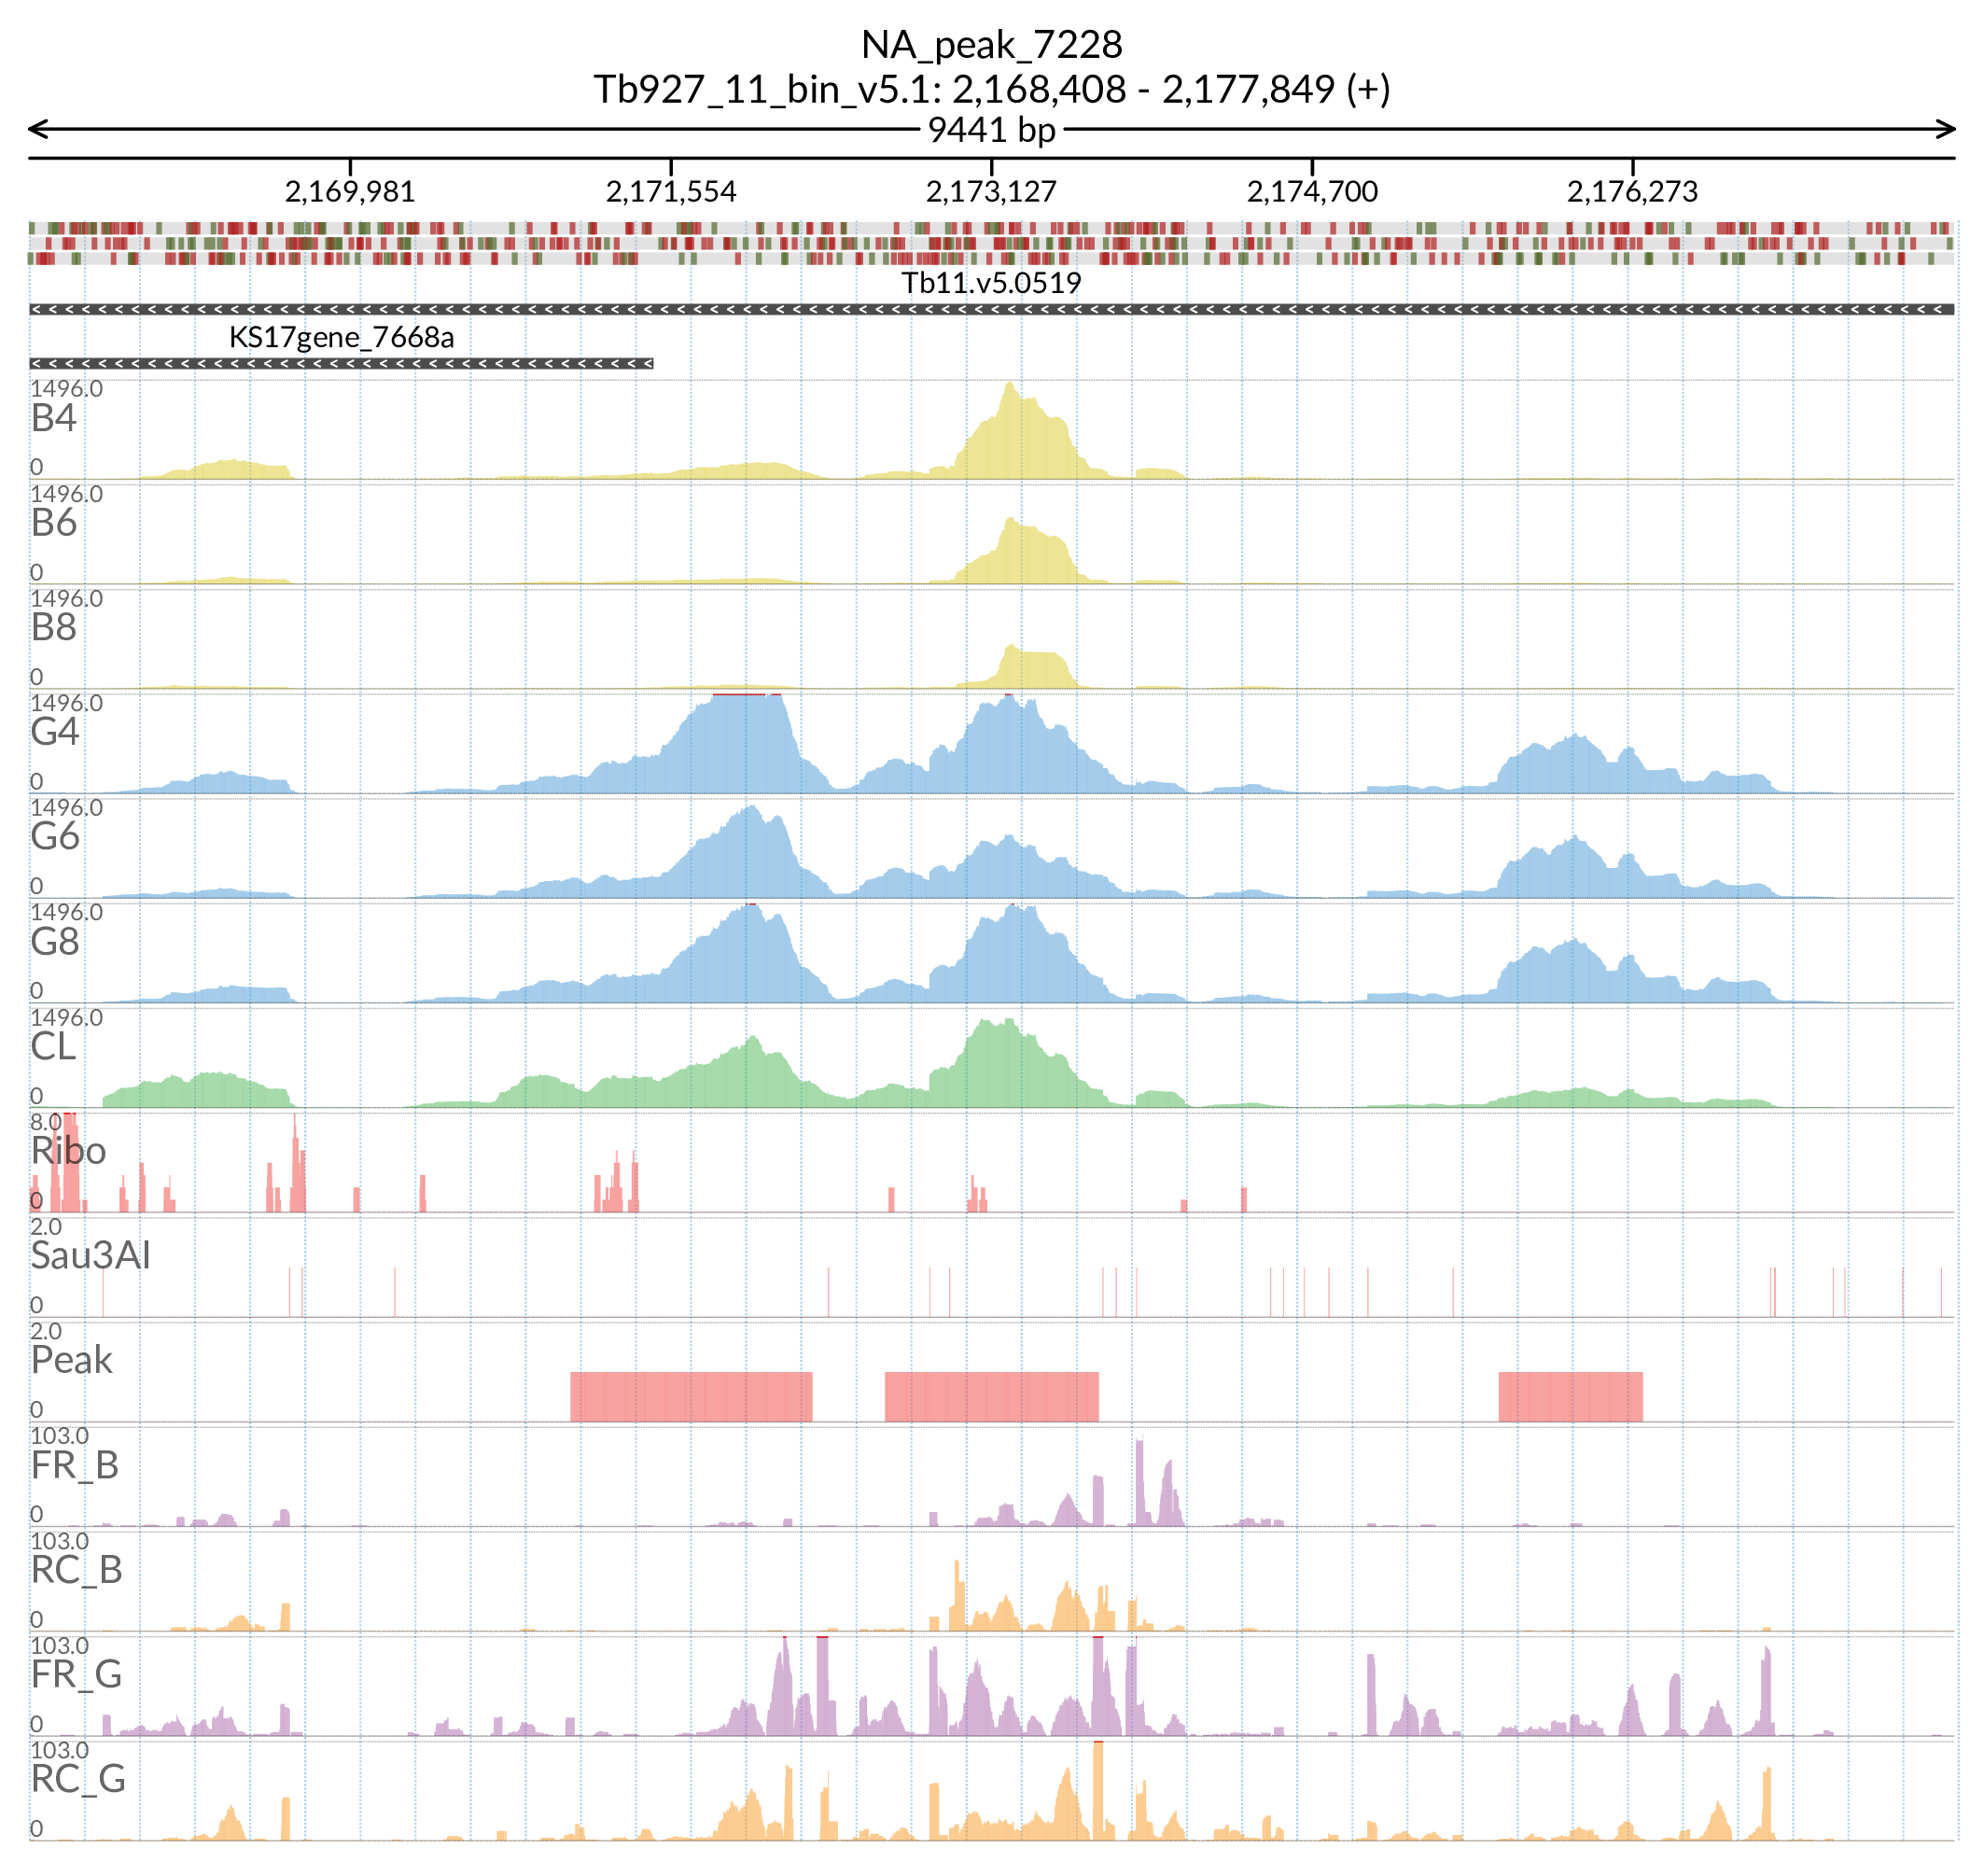 NA_peak_7228
Tb927_11_bin_v5.1: 2,168,408 - 2,177,849 (+)
9441 bp
2,169,981 2,171,554 2,173,127 2,174,700 2,176,273
Tb11.v5.0519
KS17gene_7668a
1496.0
B4
0
1496.0
B6
0
1496.0
B8
0
1496.0
G4
0
1496.0
G6
0
1496.0
G8
0
1496.0
CL
0
8.0
Ribo
0
2.0
Sau3AI
0
2.0
Peak
0
103.0
FR_B
0
103.0
RC_B
0
103.0
FR_G
0
103.0
RC_G
0